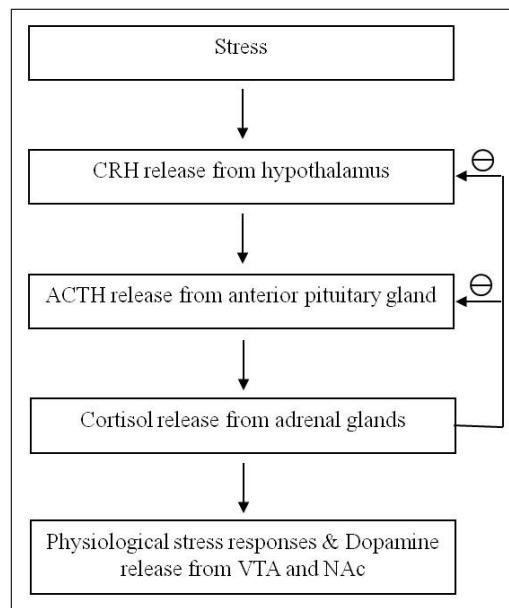 Stress
CRH release from hypothalamus
⊖
ACTH release from anterior pituitary gland
⊖
Cortisol release from adrenal glands
Physiological stress responses & Dopamine
release from VTA and NAc